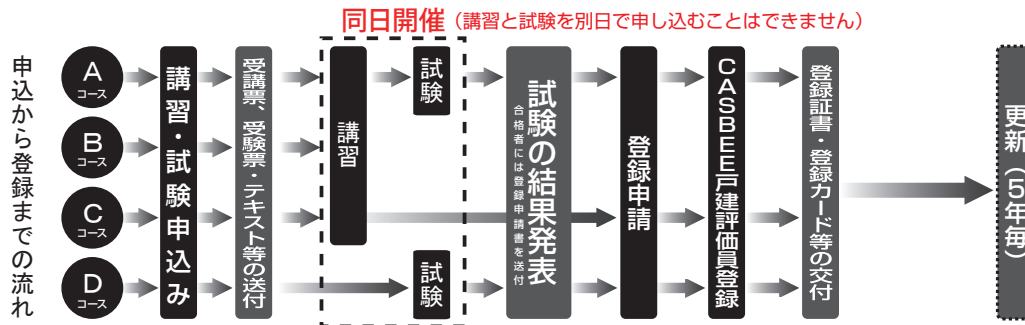 同日開催（講習と試験を別日で申し込むことはできません）
申込から登録までの流れ
A
コース
B
コース
C
コース
D
コース
講習・試験申込み
受講票、受験票・テキスト等の送付
講習
試験
試験
試験の結果発表
合格者には登録申請書を送付
登録申請
CASBEE戸建評価員登録
登録証書・登録カード等の交付
更新（5年毎）